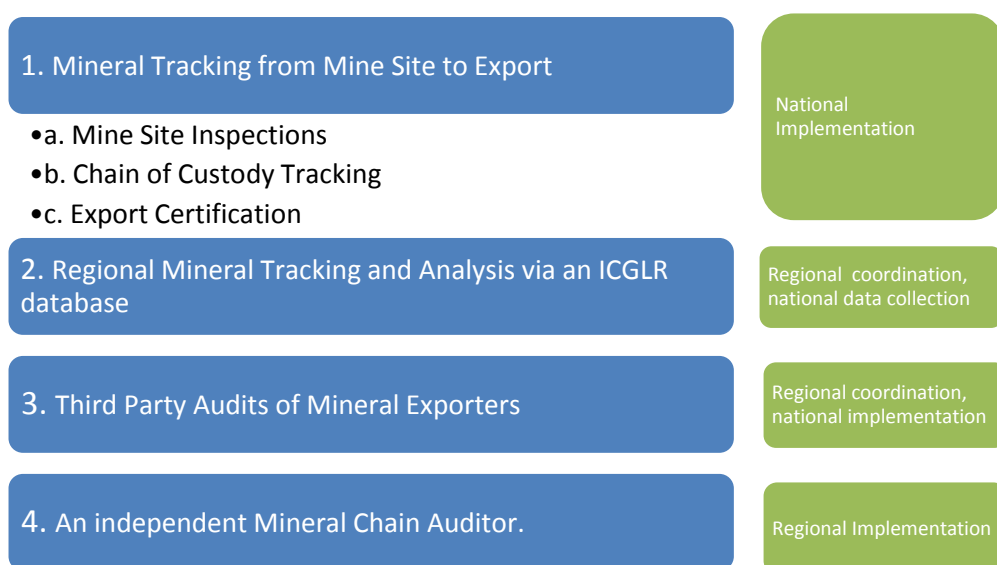 1. Mineral Tracking from Mine Site to Export
National
Implementation
•a. Mine Site Inspections
•b. Chain of Custody Tracking
•c. Export Certification
2. Regional Mineral Tracking and Analysis via an ICGLR
database
Regional coordination,
national data collection
3. Third Party Audits of Mineral Exporters
Regional coordination,
national implementation
4. An independent Mineral Chain Auditor.
Regional Implementation